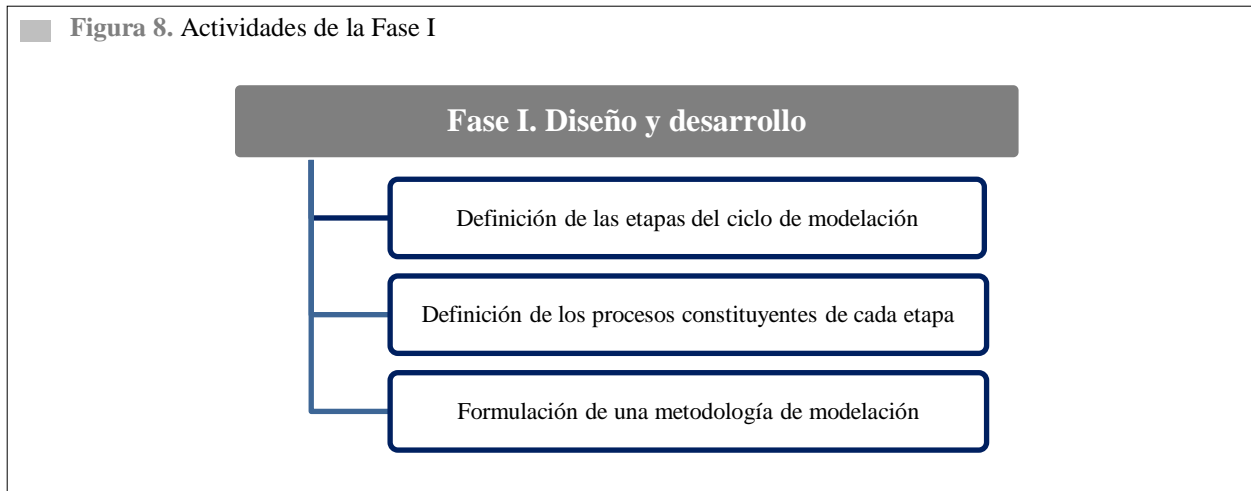 Figura 8. Actividades de la Fase I
Fase I. Diseño y desarrollo
Definición de las etapas del ciclo de modelación
Definición de los procesos constituyentes de cada etapa
Formulación de una metodología de modelación